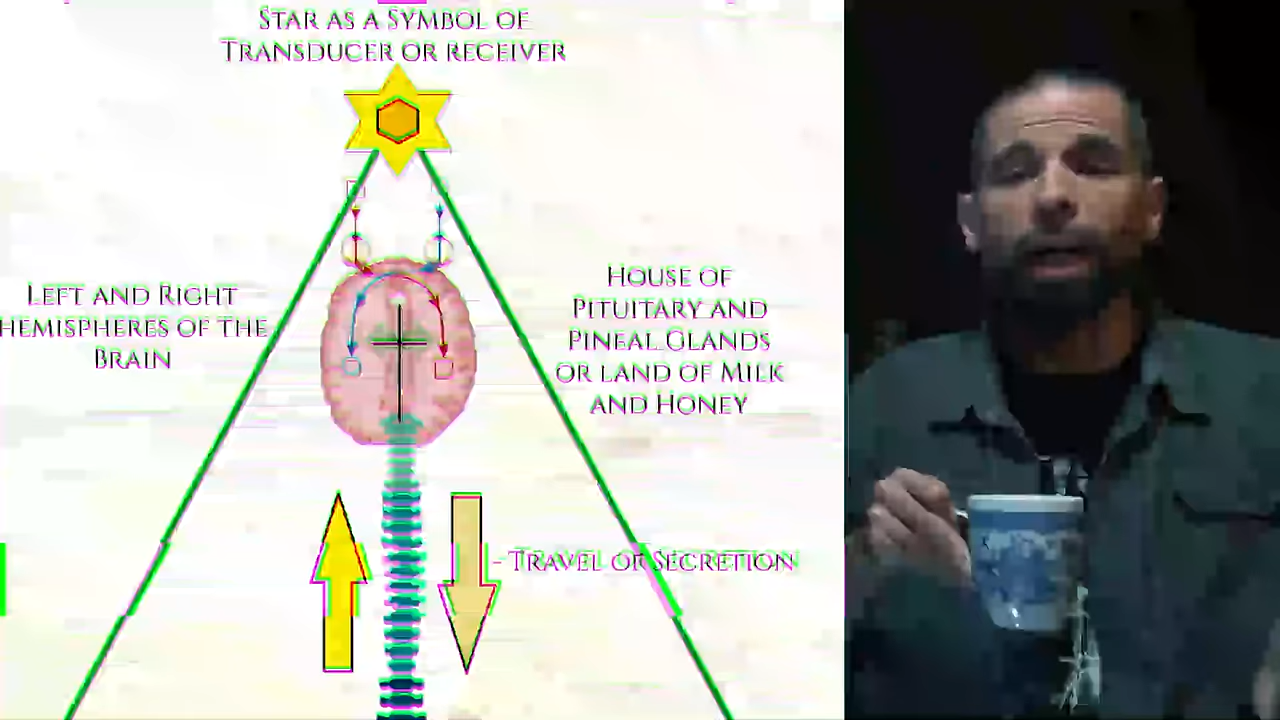 STAR AS A SYMBOL OF
TRANSDUCER OR RECEIVER
LEFT AND RIGHT
HEMISPHERES OF THE
BRAIN
HOUSE OF
PITUITARY AND
PINEAL GLANDS
OR LAND OF MILK
AND HONEY
- TRAVEL OF SECRETION